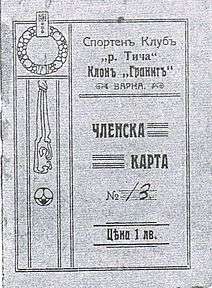 Спортенъ Клубъ
„р. Тича“
Клонъ „Гранитъ“
ВАРНА.
ЧЛЕНСКА
КАРТА
№ 13.
Цѣна 1 лв.